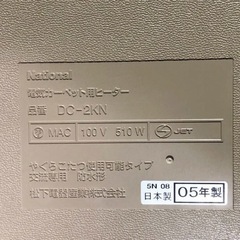 National
電気カーペット用ヒーター
品番 DC-2KN
MAC 100V 510W JET
やぐらこたつ使用可能タイプ
交流専用 防水形
松下電器産業株式会社
SN 08
日本製 05年製